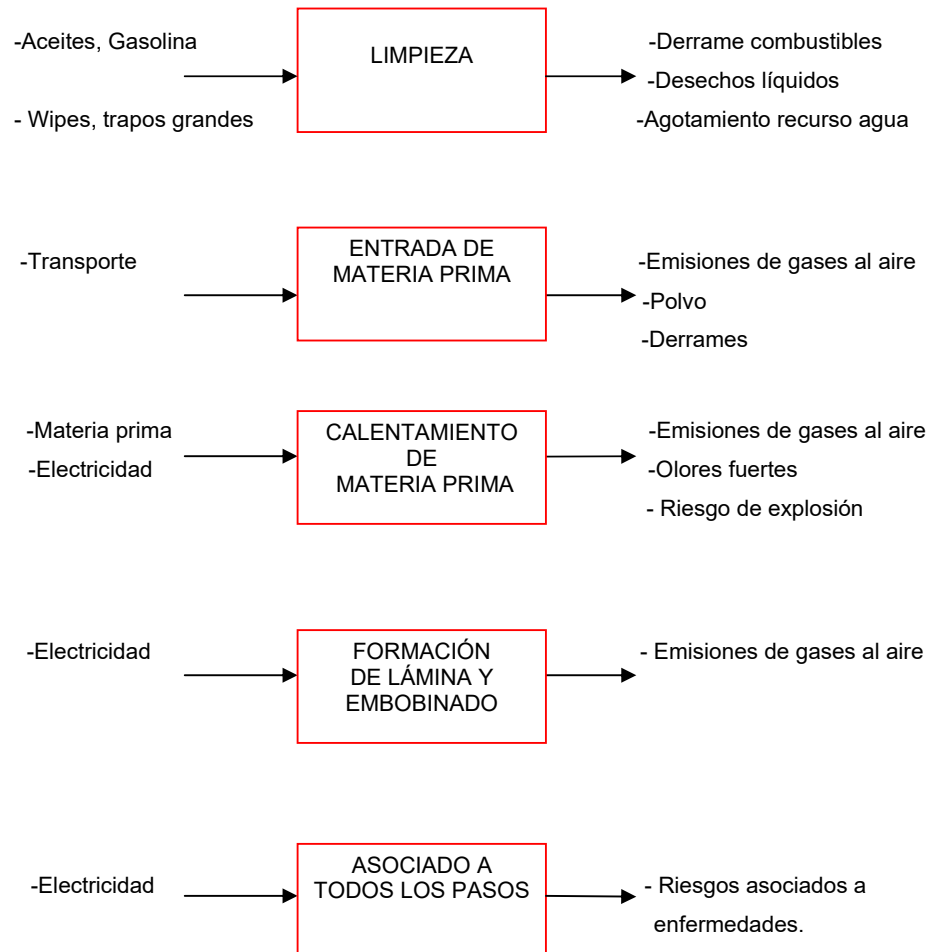 -Aceites, Gasolina
- Wipes, trapos grandes
LIMPIEZA
-Derrame combustibles
-Desechos líquidos
-Agotamiento recurso agua
-Transporte
ENTRADA DE
MATERIA PRIMA
-Emisiones de gases al aire
-Polvo
-Derrames
-Materia prima
-Electricidad
CALENTAMIENTO
DE
MATERIA PRIMA
-Emisiones de gases al aire
-Olores fuertes
- Riesgo de explosión
-Electricidad
FORMACIÓN
DE LÁMINA Y
EMBOBINADO
- Emisiones de gases al aire
-Electricidad
ASOCIADO A
TODOS LOS PASOS
- Riesgos asociados a
enfermedades.